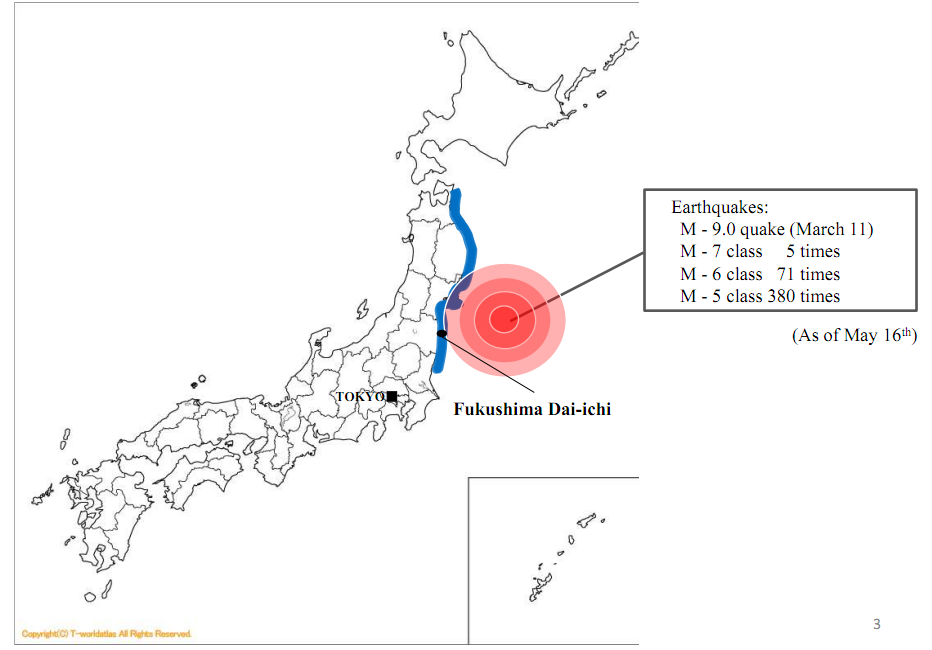 Earthquakes:
M - 9.0 quake (March 11)
M - 7 class 5 times
M - 6 class 71 times
M - 5 class 380 times
(As of May 16th)
TOKYO
Fukushima Dai-ichi
Copyright(C) T-worldatlas All Rights Reserved.
3